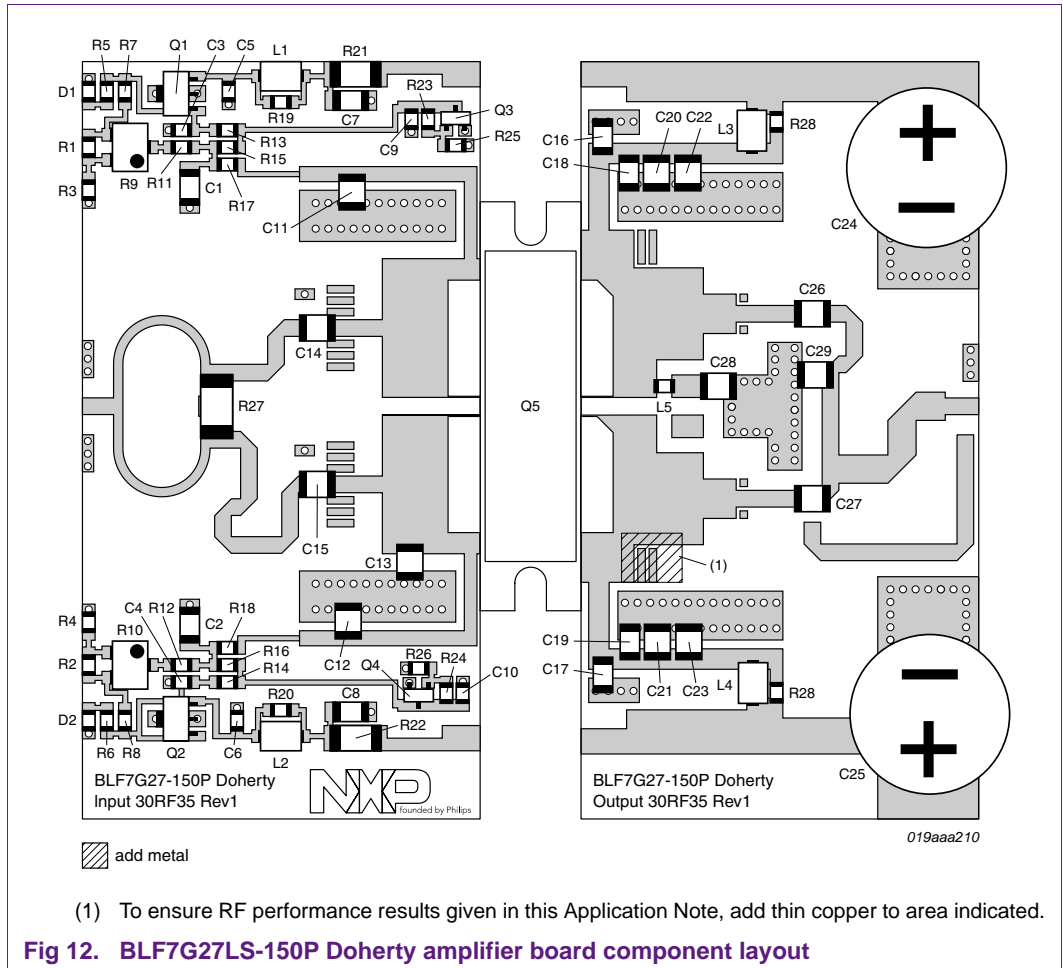 R5 R7 Q1 C3 C5 L1 R21
D1 R19 C7 R23 Q3
R1 R13 C9 R25
R15
R3 R9 R11 C1 R17
C11
C16 C20 C22 L3 R28
C18
C24
C14 C26
R27 Q5 C28 C29
L5
C15 C27
C13 (1)
R4 R10 C4 R12 C2 R18
R2 R16 C12 Q4 R26 R24 C10
R14
C19 C17 C21 C23 L4 R28
D2 R6 R8 Q2 C6 R20 L2 C8 R22
C25
BLF7G27-150P Doherty
Input 30RF35 Rev1
NXP
founded by Philips
BLF7G27-150P Doherty
Output 30RF35 Rev1
019aaa210
add metal
(1) To ensure RF performance results given in this Application Note, add thin copper to area indicated.
Fig 12. BLF7G27LS-150P Doherty amplifier board component layout